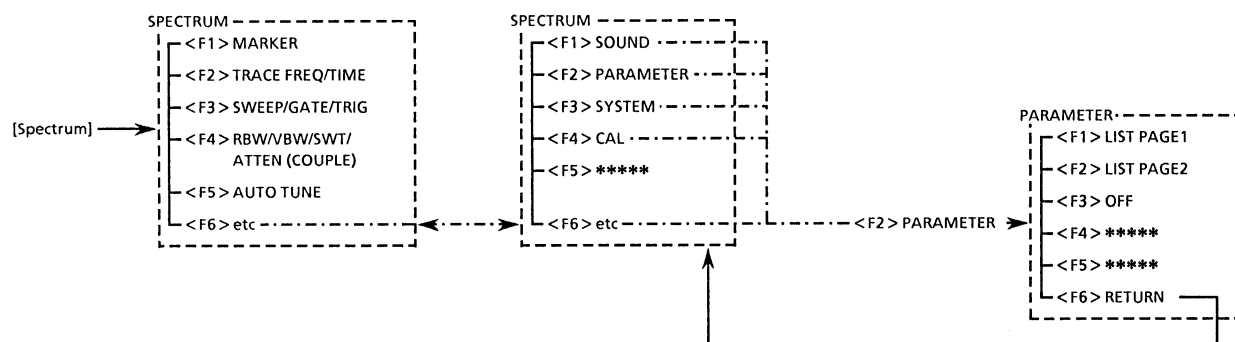 [Spectrum]
SPECTRUM
<F1> MARKER
<F2> TRACE FREQ/TIME
<F3> SWEEP/GATE/TRIG
<F4> RBW/VBW/SWT/
ATTEN (COUPLE)
<F5> AUTO TUNE
<F6> etc
SPECTRUM
<F1> SOUND
<F2> PARAMETER
<F3> SYSTEM
<F4> CAL
<F5> *****
<F6> etc
<F2> PARAMETER
PARAMETER
<F1> LIST PAGE1
<F2> LIST PAGE2
<F3> OFF
<F4> *****
<F5> *****
<F6> RETURN